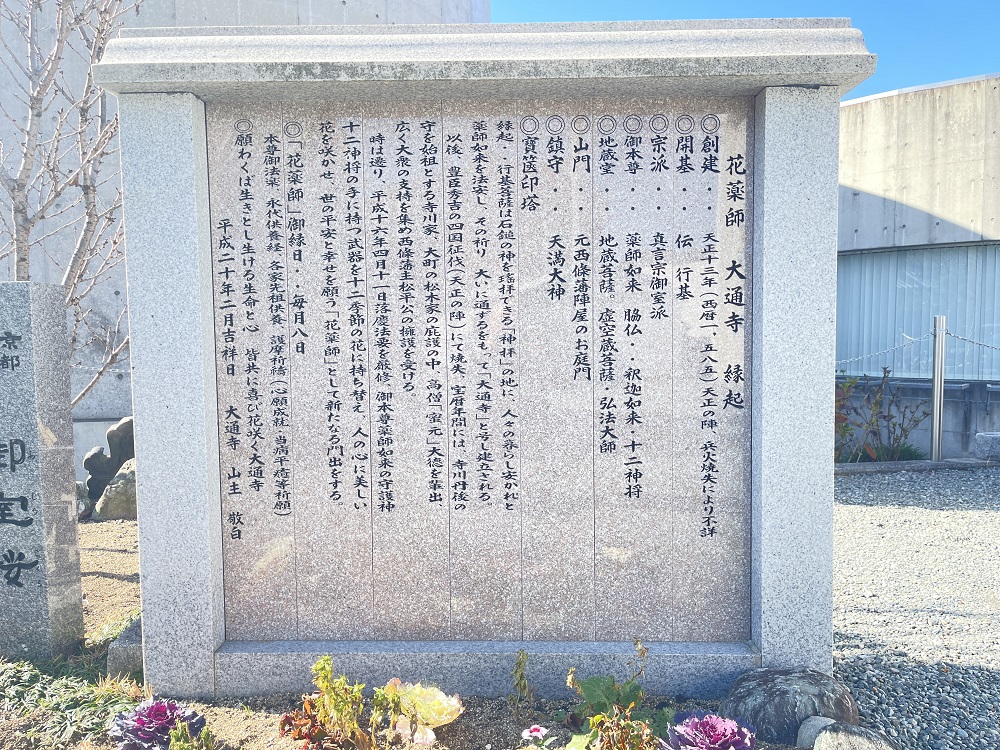 花薬師 大通寺 縁起
◎創建・・天正十三年(西暦一、五八五)天正の陣、兵火焼失により不詳
◎開基・・伝 行基
◎宗派・・真言宗御室派
◎御本尊・・薬師如来 脇仏・・釈迦如来・十二神将
◎地蔵堂・・地蔵菩薩。虚空蔵菩薩・弘法大師
◎山門・・元西條藩陣屋のお庭門
◎鎮守・・天満大神
◎寶篋印塔
縁起・・行基菩薩は石鎚の神を瑤拝できる「神拝」の地に、人々の暮らし安かれと
薬師如来を法安し、その祈り、大いに通ずるをもって「大通寺」と号し建立される。
以後、豊臣秀吉の四国征伐(天正の陣)にて焼失、宝暦年間には、寺川丹後の
守を始祖とする寺川家、大町の松木家の庇護の中、高僧「蜜元」大徳を輩出、
広く大衆の支持を集め西條藩主松平公の擁護を受ける。
時は遷り、平成十六年四月十一日落慶法要を厳修。御本尊薬師如来の守護神
十二神将の手に持つ武器を十二季節の花に持ち替え、人の心に美しい
花を咲かせ、世の平安と幸せを願う「花薬師」として新たなる門出をする。
◎「花薬師」御縁日・・毎月八日
本尊御法楽、永代供養経、各家先祖供養、護摩祈祷(心願成就、当病平癒等祈願)
◎願わくは生きとし生ける生命と心 皆共に喜び花咲く大通寺
平成二十年二月吉祥日 大通寺 山主 敬白
京都
御室桜